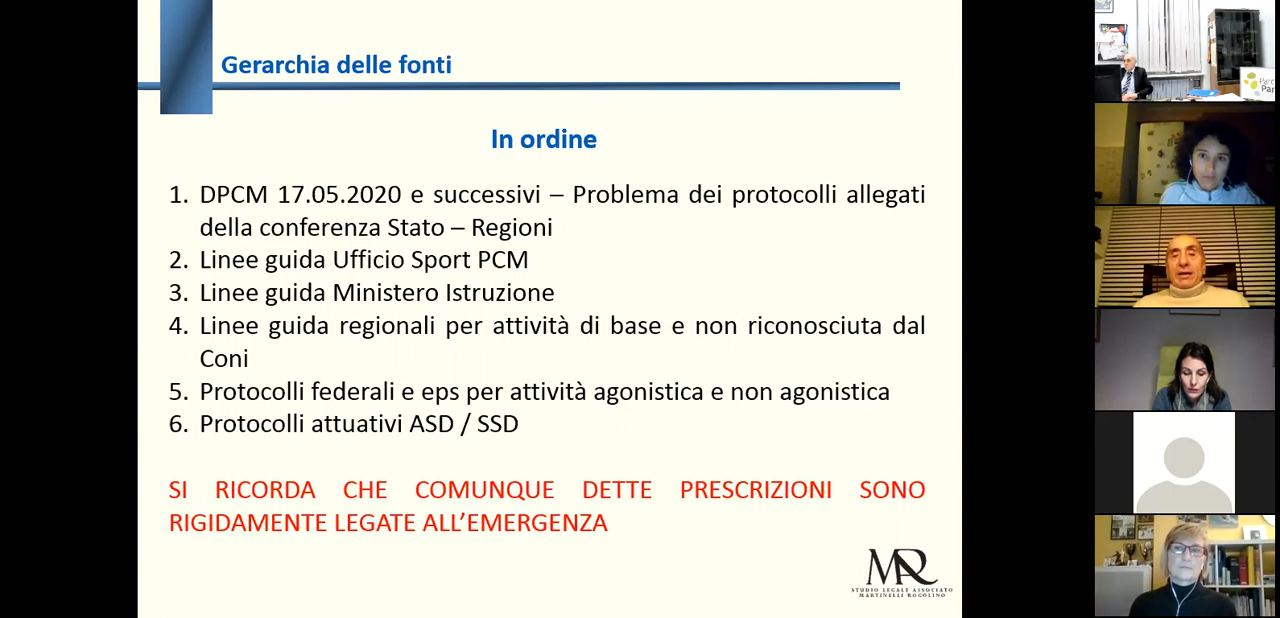 Gerarchia delle fonti
In ordine
1. DPCM 17.05.2020 e successivi – Problema dei protocolli allegati
della conferenza Stato – Regioni
2. Linee guida Ufficio Sport PCM
3. Linee guida Ministero Istruzione
4. Linee guida regionali per attività di base e non riconosciuta dal
Coni
5. Protocolli federali e eps per attività agonistica e non agonistica
6. Protocolli attuativi ASD / SSD
SI RICORDA CHE COMUNQUE DETTE PRESCRIZIONI SONO
RIGIDAMENTE LEGATE ALL’EMERGENZA
MR
STUDIO LEGALE ASSOCIATO
MARTINELLI ROGOLINO